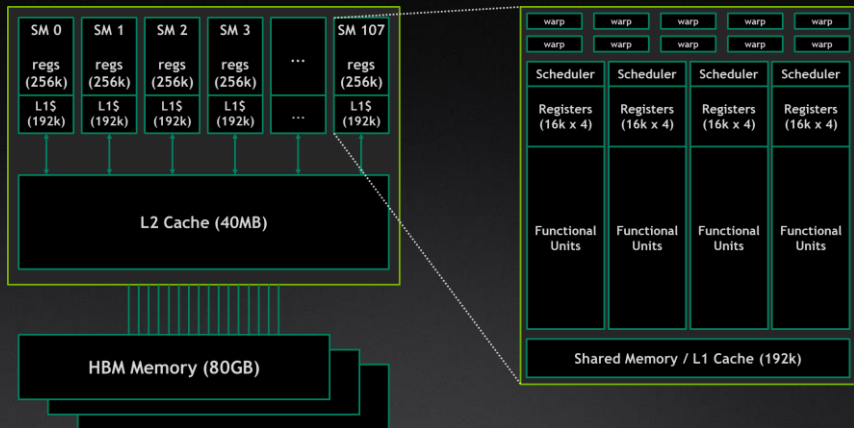 SM 0
regs
(256k)
L1$
(192k)
SM 1
regs
(256k)
L1$
(192k)
SM 2
regs
(256k)
L1$
(192k)
SM 3
regs
(256k)
L1$
(192k)
...
...
SM 107
regs
(256k)
L1$
(192k)
L2 Cache (40MB)
HBM Memory (80GB)
warp warp warp warp warp
warp warp warp warp warp
Scheduler Scheduler Scheduler Scheduler
Registers Registers Registers Registers
(16k x 4) (16k x 4) (16k x 4) (16k x 4)
Functional Functional Functional Functional
Units Units Units Units
Shared Memory / L1 Cache (192k)